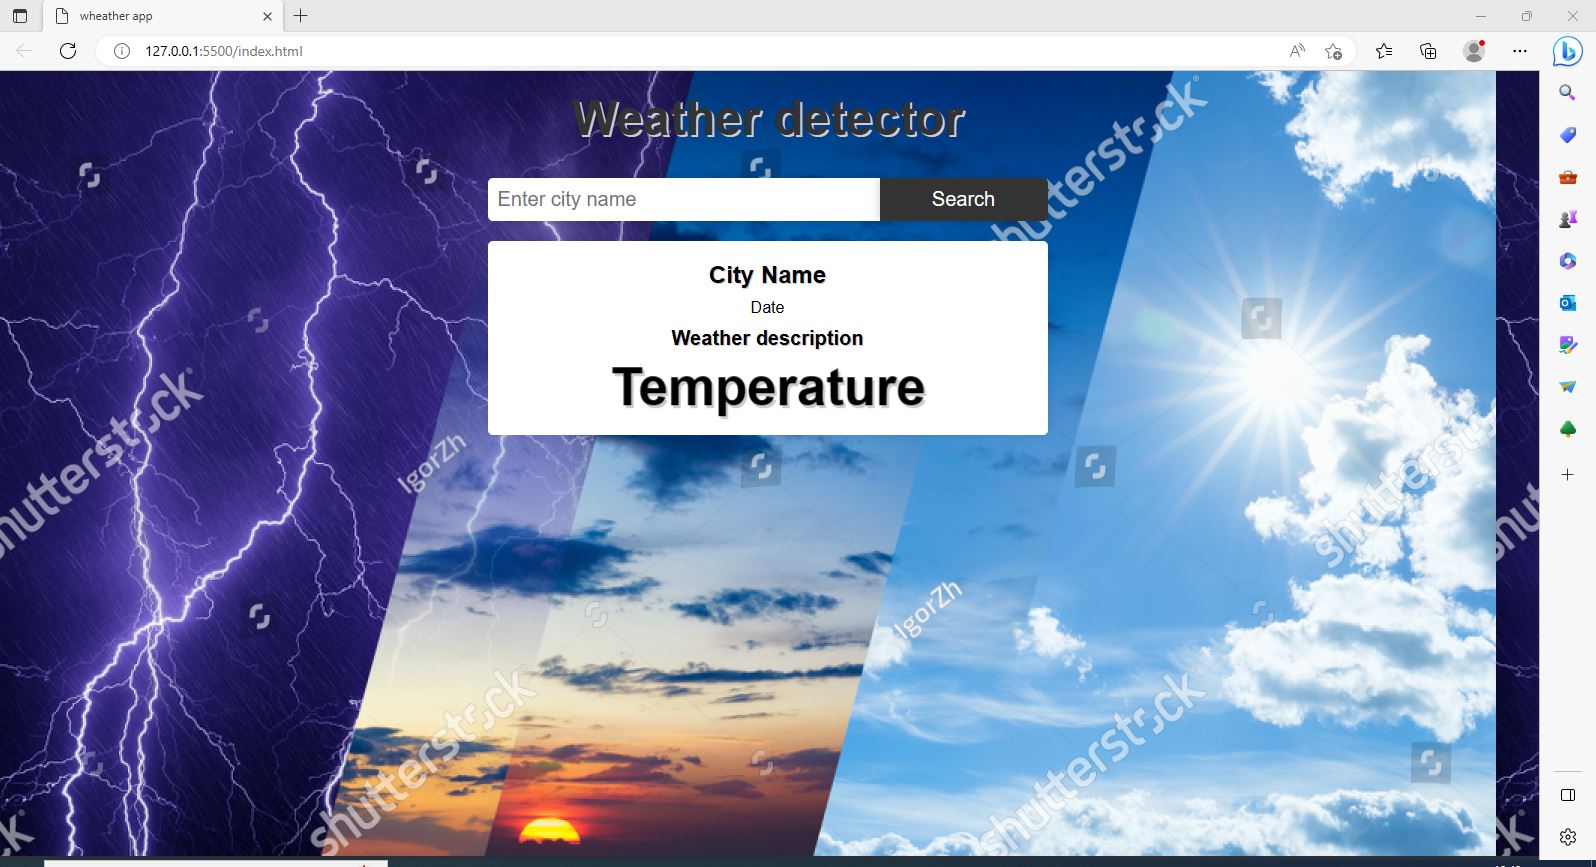 wheather app
127.0.0.1:5500/index.html
Weather detector
Enter city name
Search
City Name
Date
Weather description
Temperature
shutterstock
shutterstock
IgorZh
shutterstock
IgorZh
shutterstock
shutterstock